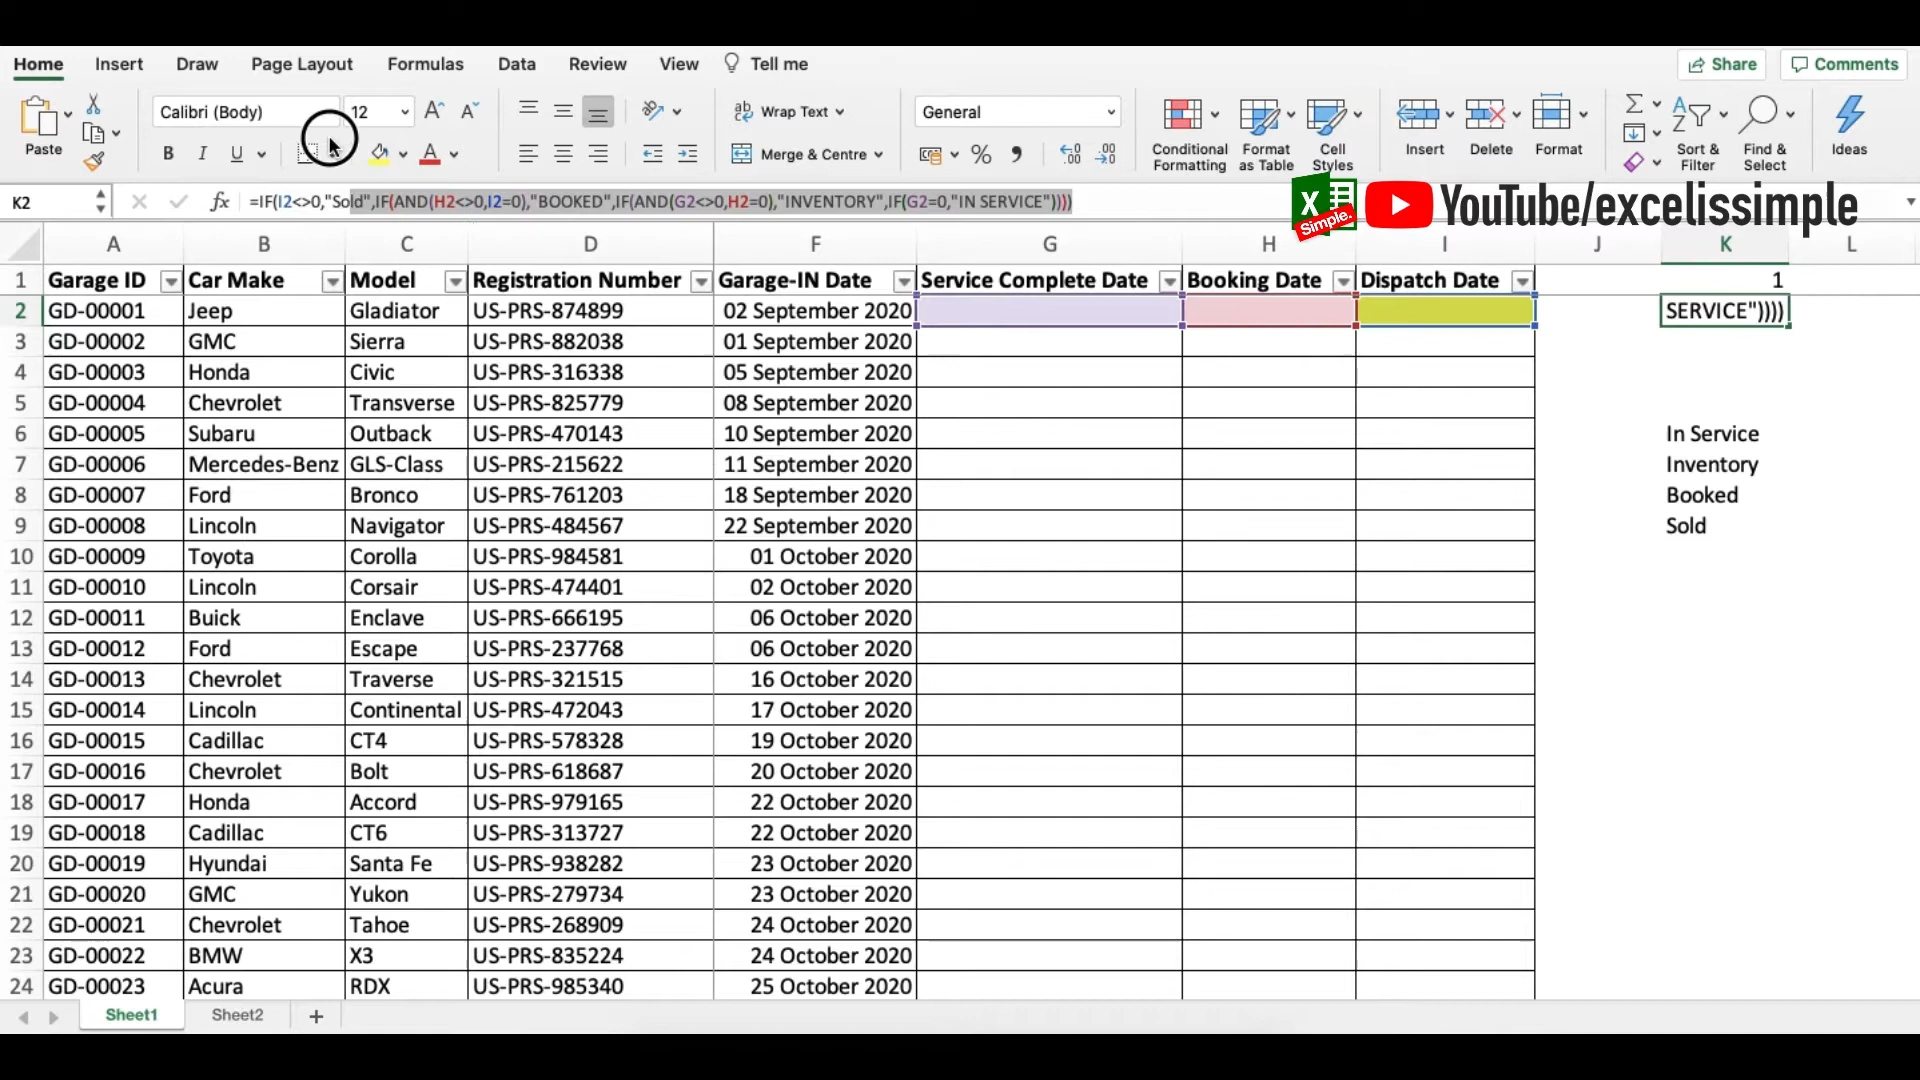 Home Insert Draw Page Layout Formulas Data Review View Tell me Share Comments
Calibri (Body) 12 Wrap Text General
Paste B I U Merge & Centre Conditional Formatting Format as Table Cell Styles Insert Delete Format Sort & Filter Find & Select Ideas
K2 fx =IF(I2<>0,"Sold",IF(AND(H2<>0,I2=0),"BOOKED",IF(AND(G2<>0,H2=0),"INVENTORY",IF(G2=0,"IN SERVICE"))))
X Simple. YouTube/excelissimple
A B C D F G H I J K L
1 Garage ID Car Make Model Registration Number Garage-IN Date Service Complete Date Booking Date Dispatch Date 1
2 GD-00001 Jeep Gladiator US-PRS-874899 02 September 2020 SERVICE"))))
3 GD-00002 GMC Sierra US-PRS-882038 01 September 2020
4 GD-00003 Honda Civic US-PRS-316338 05 September 2020
5 GD-00004 Chevrolet Transverse US-PRS-825779 08 September 2020
6 GD-00005 Subaru Outback US-PRS-470143 10 September 2020 In Service
7 GD-00006 Mercedes-Benz GLS-Class US-PRS-215622 11 September 2020 Inventory
8 GD-00007 Ford Bronco US-PRS-761203 18 September 2020 Booked
9 GD-00008 Lincoln Navigator US-PRS-484567 22 September 2020 Sold
10 GD-00009 Toyota Corolla US-PRS-984581 01 October 2020
11 GD-00010 Lincoln Corsair US-PRS-474401 02 October 2020
12 GD-00011 Buick Enclave US-PRS-666195 06 October 2020
13 GD-00012 Ford Escape US-PRS-237768 06 October 2020
14 GD-00013 Chevrolet Traverse US-PRS-321515 16 October 2020
15 GD-00014 Lincoln Continental US-PRS-472043 17 October 2020
16 GD-00015 Cadillac CT4 US-PRS-578328 19 October 2020
17 GD-00016 Chevrolet Bolt US-PRS-618687 20 October 2020
18 GD-00017 Honda Accord US-PRS-979165 22 October 2020
19 GD-00018 Cadillac CT6 US-PRS-313727 22 October 2020
20 GD-00019 Hyundai Santa Fe US-PRS-938282 23 October 2020
21 GD-00020 GMC Yukon US-PRS-279734 23 October 2020
22 GD-00021 Chevrolet Tahoe US-PRS-268909 24 October 2020
23 GD-00022 BMW X3 US-PRS-835224 24 October 2020
24 GD-00023 Acura RDX US-PRS-985340 25 October 2020
Sheet1 Sheet2